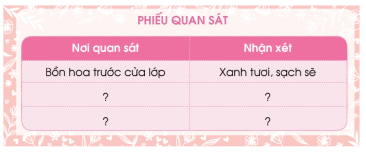 PHIẾU QUAN SÁT
Nơi quan sát Nhận xét
Bồn hoa trước cửa lớp Xanh tươi, sạch sẽ
? ?
? ?